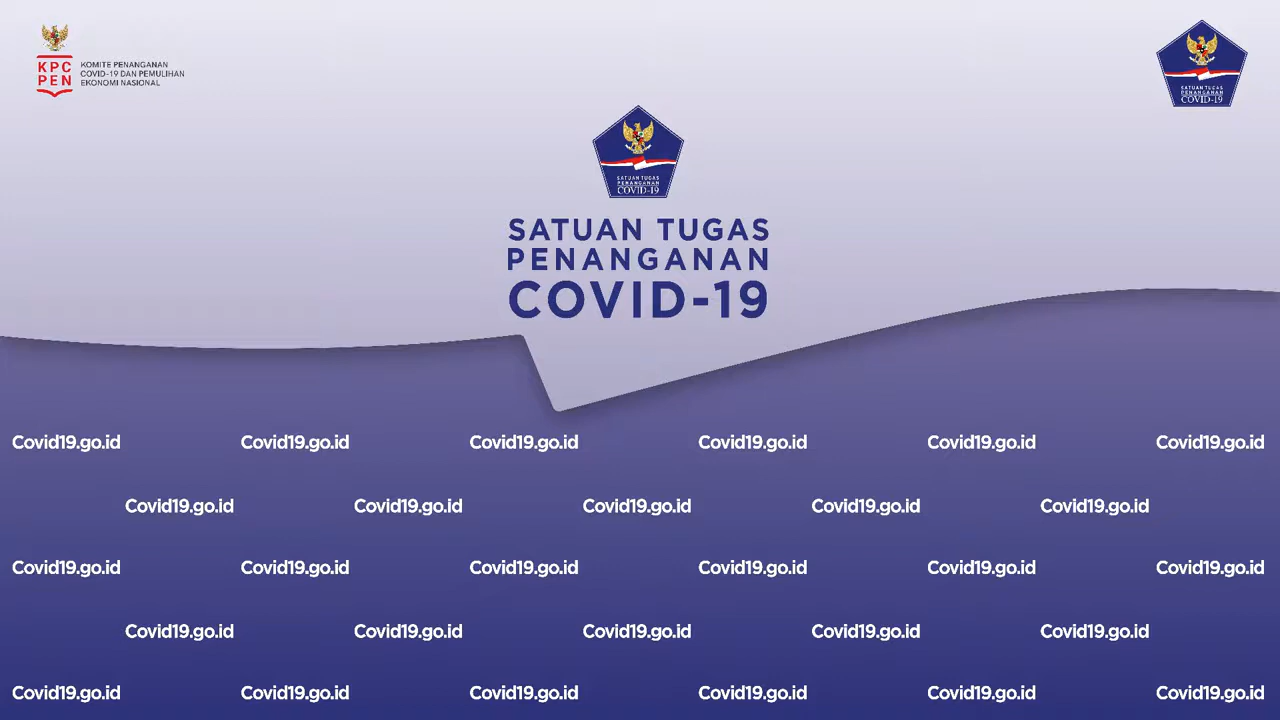 KPC
PEN
KOMITE PENANGANAN
COVID-19 DAN PEMULIHAN
EKONOMI NASIONAL
SATUAN TUGAS
PENANGANAN
COVID-19
SATUAN TUGAS
PENANGANAN
COVID-19
SATUAN TUGAS
PENANGANAN
COVID-19
Covid19.go.id Covid19.go.id Covid19.go.id Covid19.go.id Covid19.go.id Covid19.go.id
Covid19.go.id Covid19.go.id Covid19.go.id Covid19.go.id Covid19.go.id
Covid19.go.id Covid19.go.id Covid19.go.id Covid19.go.id Covid19.go.id Covid19.go.id
Covid19.go.id Covid19.go.id Covid19.go.id Covid19.go.id Covid19.go.id
Covid19.go.id Covid19.go.id Covid19.go.id Covid19.go.id Covid19.go.id Covid19.go.id